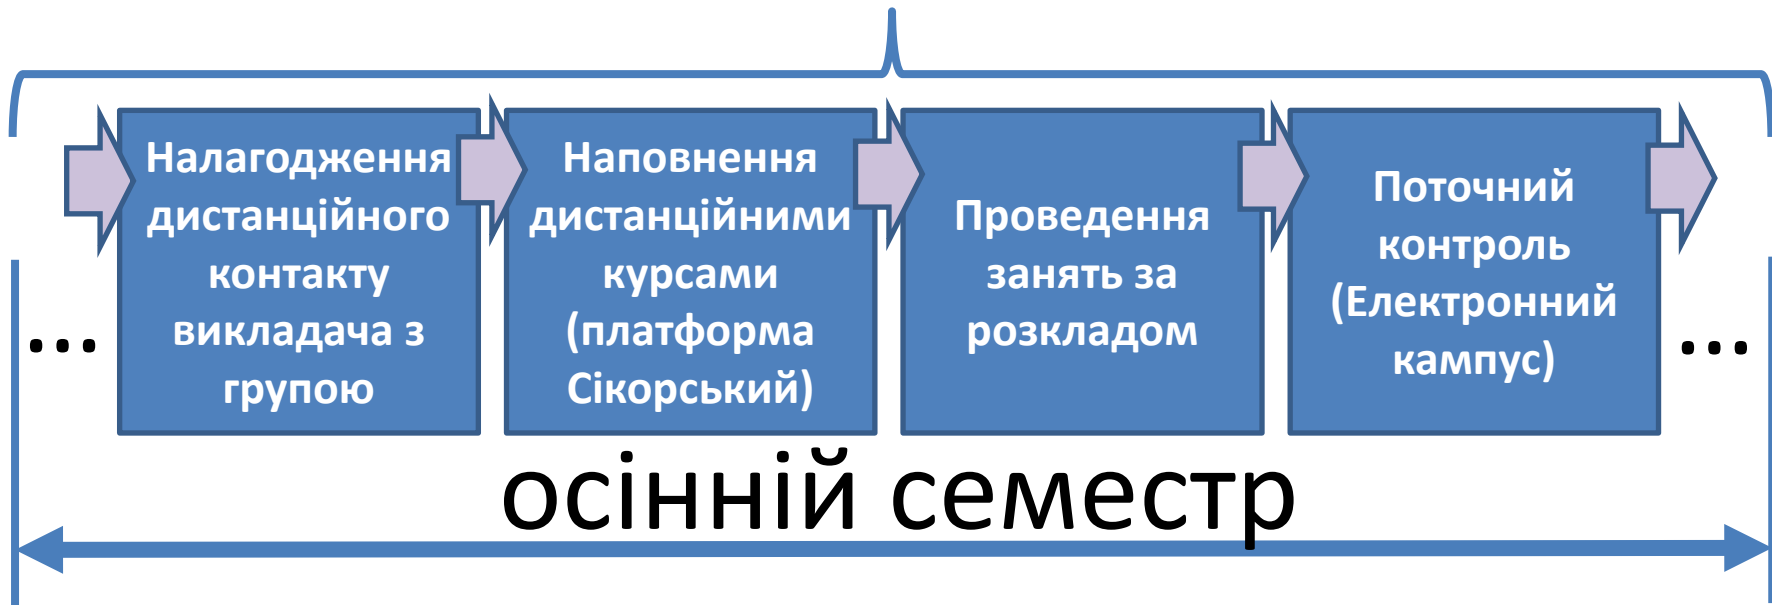 Налагодження
дистанційного
контакту
викладача з
групою
Наповнення
дистанційними
курсами
(платформа
Сікорський)
Проведення
занять за
розкладом
Поточний
контроль
(Електронний
кампус)
...
...
осінній семестр